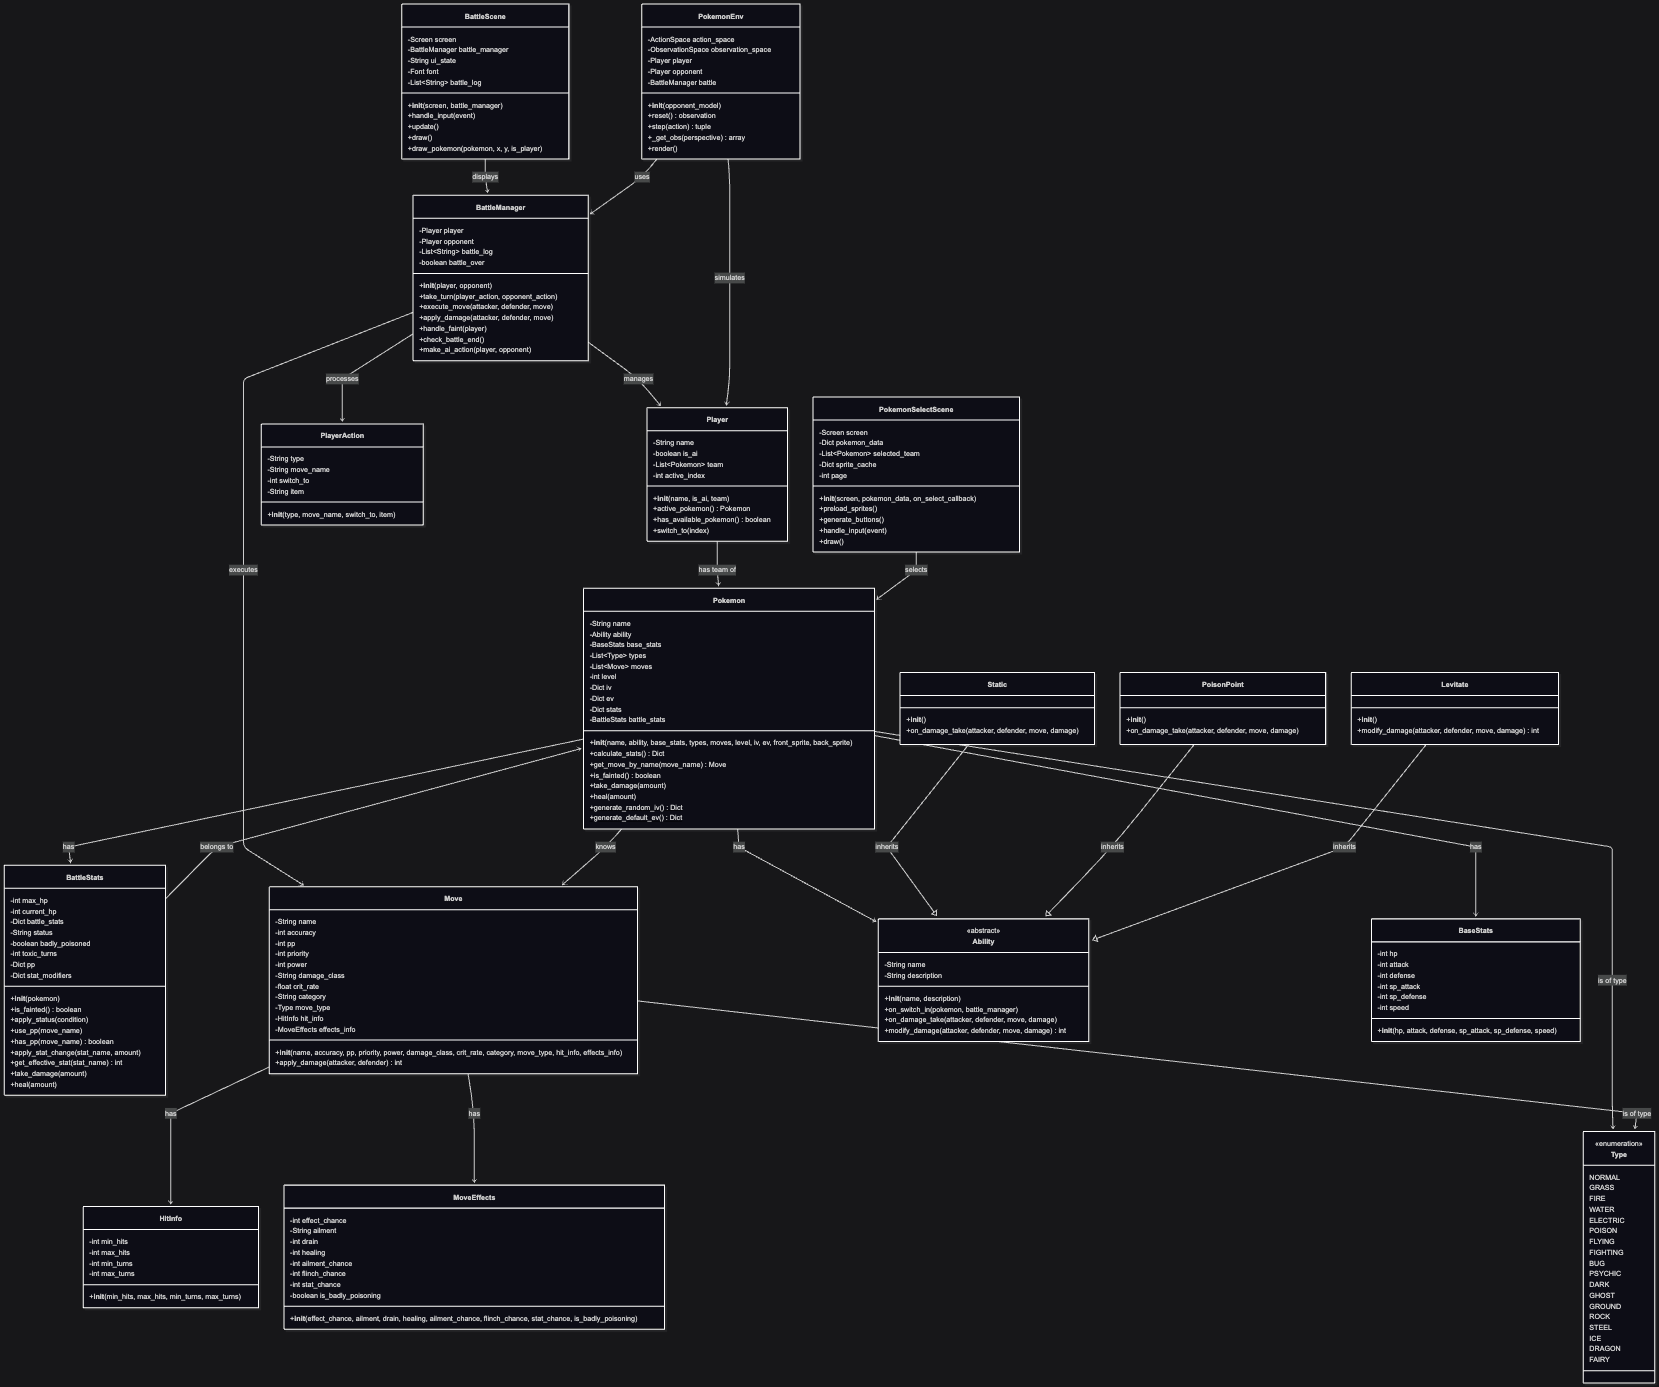 BattleScene
-Screen screen
-BattleManager battle_manager
-String ui_state
-Font font
-List<String> battle_log
+Init(screen, battle_manager)
+handle_input(event)
+update()
+draw()
+draw_pokemon(pokemon, x, y, is_player)
PokemonEnv
-ActionSpace action_space
-ObservationSpace observation_space
-Player player
-Player opponent
-BattleManager battle
+Init(opponent_model)
+reset() : observation
+step(action) : tuple
+_get_obs(perspective) : array
+render()
displays
uses
BattleManager
-Player player
-Player opponent
-List<String> battle_log
-boolean battle_over
+Init(player, opponent)
+take_turn(player_action, opponent_action)
+execute_move(attacker, defender, move)
+apply_damage(attacker, defender, move)
+handle_faint(player)
+check_battle_end()
+make_ai_action(player, opponent)
simulates
processes
manages
PlayerAction
-String type
-String move_name
-int switch_to
-String item
+Init(type, move_name, switch_to, item)
Player
-String name
-boolean is_ai
-List<Pokemon> team
-int active_index
+Init(name, is_ai, team)
+active_pokemon() : Pokemon
+has_available_pokemon() : boolean
+switch_to(index)
PokemonSelectScene
-Screen screen
-Dict pokemon_data
-List<Pokemon> selected_team
-Dict sprite_cache
-int page
+Init(screen, pokemon_data, on_select_callback)
+preload_sprites()
+generate_buttons()
+handle_input(event)
+draw()
executes
has team of
selects
Pokemon
-String name
-Ability ability
-BaseStats base_stats
-List<Type> types
-List<Move> moves
-int level
-Dict iv
-Dict ev
-Dict stats
-BattleStats battle_stats
+Init(name, ability, base_stats, types, moves, level, iv, ev, front_sprite, back_sprite)
+calculate_stats() : Dict
+get_move_by_name(move_name) : Move
+is_fainted() : boolean
+take_damage(amount)
+heal(amount)
+generate_random_iv() : Dict
+generate_default_ev() : Dict
Static
+Init()
+on_damage_take(attacker, defender, move, damage)
PoisonPoint
+Init()
+on_damage_take(attacker, defender, move, damage)
Levitate
+Init()
+modify_damage(attacker, defender, move, damage) : int
has
belongs to
knows
has
inherits
inherits
inherits
has
BattleStats
-int max_hp
-int current_hp
-Dict battle_stats
-String status
-boolean badly_poisoned
-int toxic_turns
-Dict pp
-Dict stat_modifiers
+Init(pokemon)
+is_fainted() : boolean
+apply_status(condition)
+use_pp(move_name)
+has_pp(move_name) : boolean
+apply_stat_change(stat_name, amount)
+get_effective_stat(stat_name) : int
+take_damage(amount)
+heal(amount)
Move
-String name
-int accuracy
-int pp
-int priority
-int power
-String damage_class
-float crit_rate
-String category
-Type move_type
-HitInfo hit_info
-MoveEffects effects_info
+Init(name, accuracy, pp, priority, power, damage_class, crit_rate, category, move_type, hit_info, effects_info)
+apply_damage(attacker, defender) : int
«abstract»
Ability
-String name
-String description
+Init(name, description)
+on_switch_in(pokemon, battle_manager)
+on_damage_take(attacker, defender, move, damage)
+modify_damage(attacker, defender, move, damage) : int
BaseStats
-int hp
-int attack
-int defense
-int sp_attack
-int sp_defense
-int speed
+Init(hp, attack, defense, sp_attack, sp_defense, speed)
is of type
has
has
is of type
HitInfo
-int min_hits
-int max_hits
-int min_turns
-int max_turns
+Init(min_hits, max_hits, min_turns, max_turns)
MoveEffects
-int effect_chance
-String ailment
-int drain
-int healing
-int ailment_chance
-int flinch_chance
-int stat_chance
-boolean is_badly_poisoning
+Init(effect_chance, ailment, drain, healing, ailment_chance, flinch_chance, stat_chance, is_badly_poisoning)
«enumeration»
Type
NORMAL
GRASS
FIRE
WATER
ELECTRIC
POISON
FLYING
FIGHTING
BUG
PSYCHIC
DARK
GHOST
GROUND
ROCK
STEEL
ICE
DRAGON
FAIRY